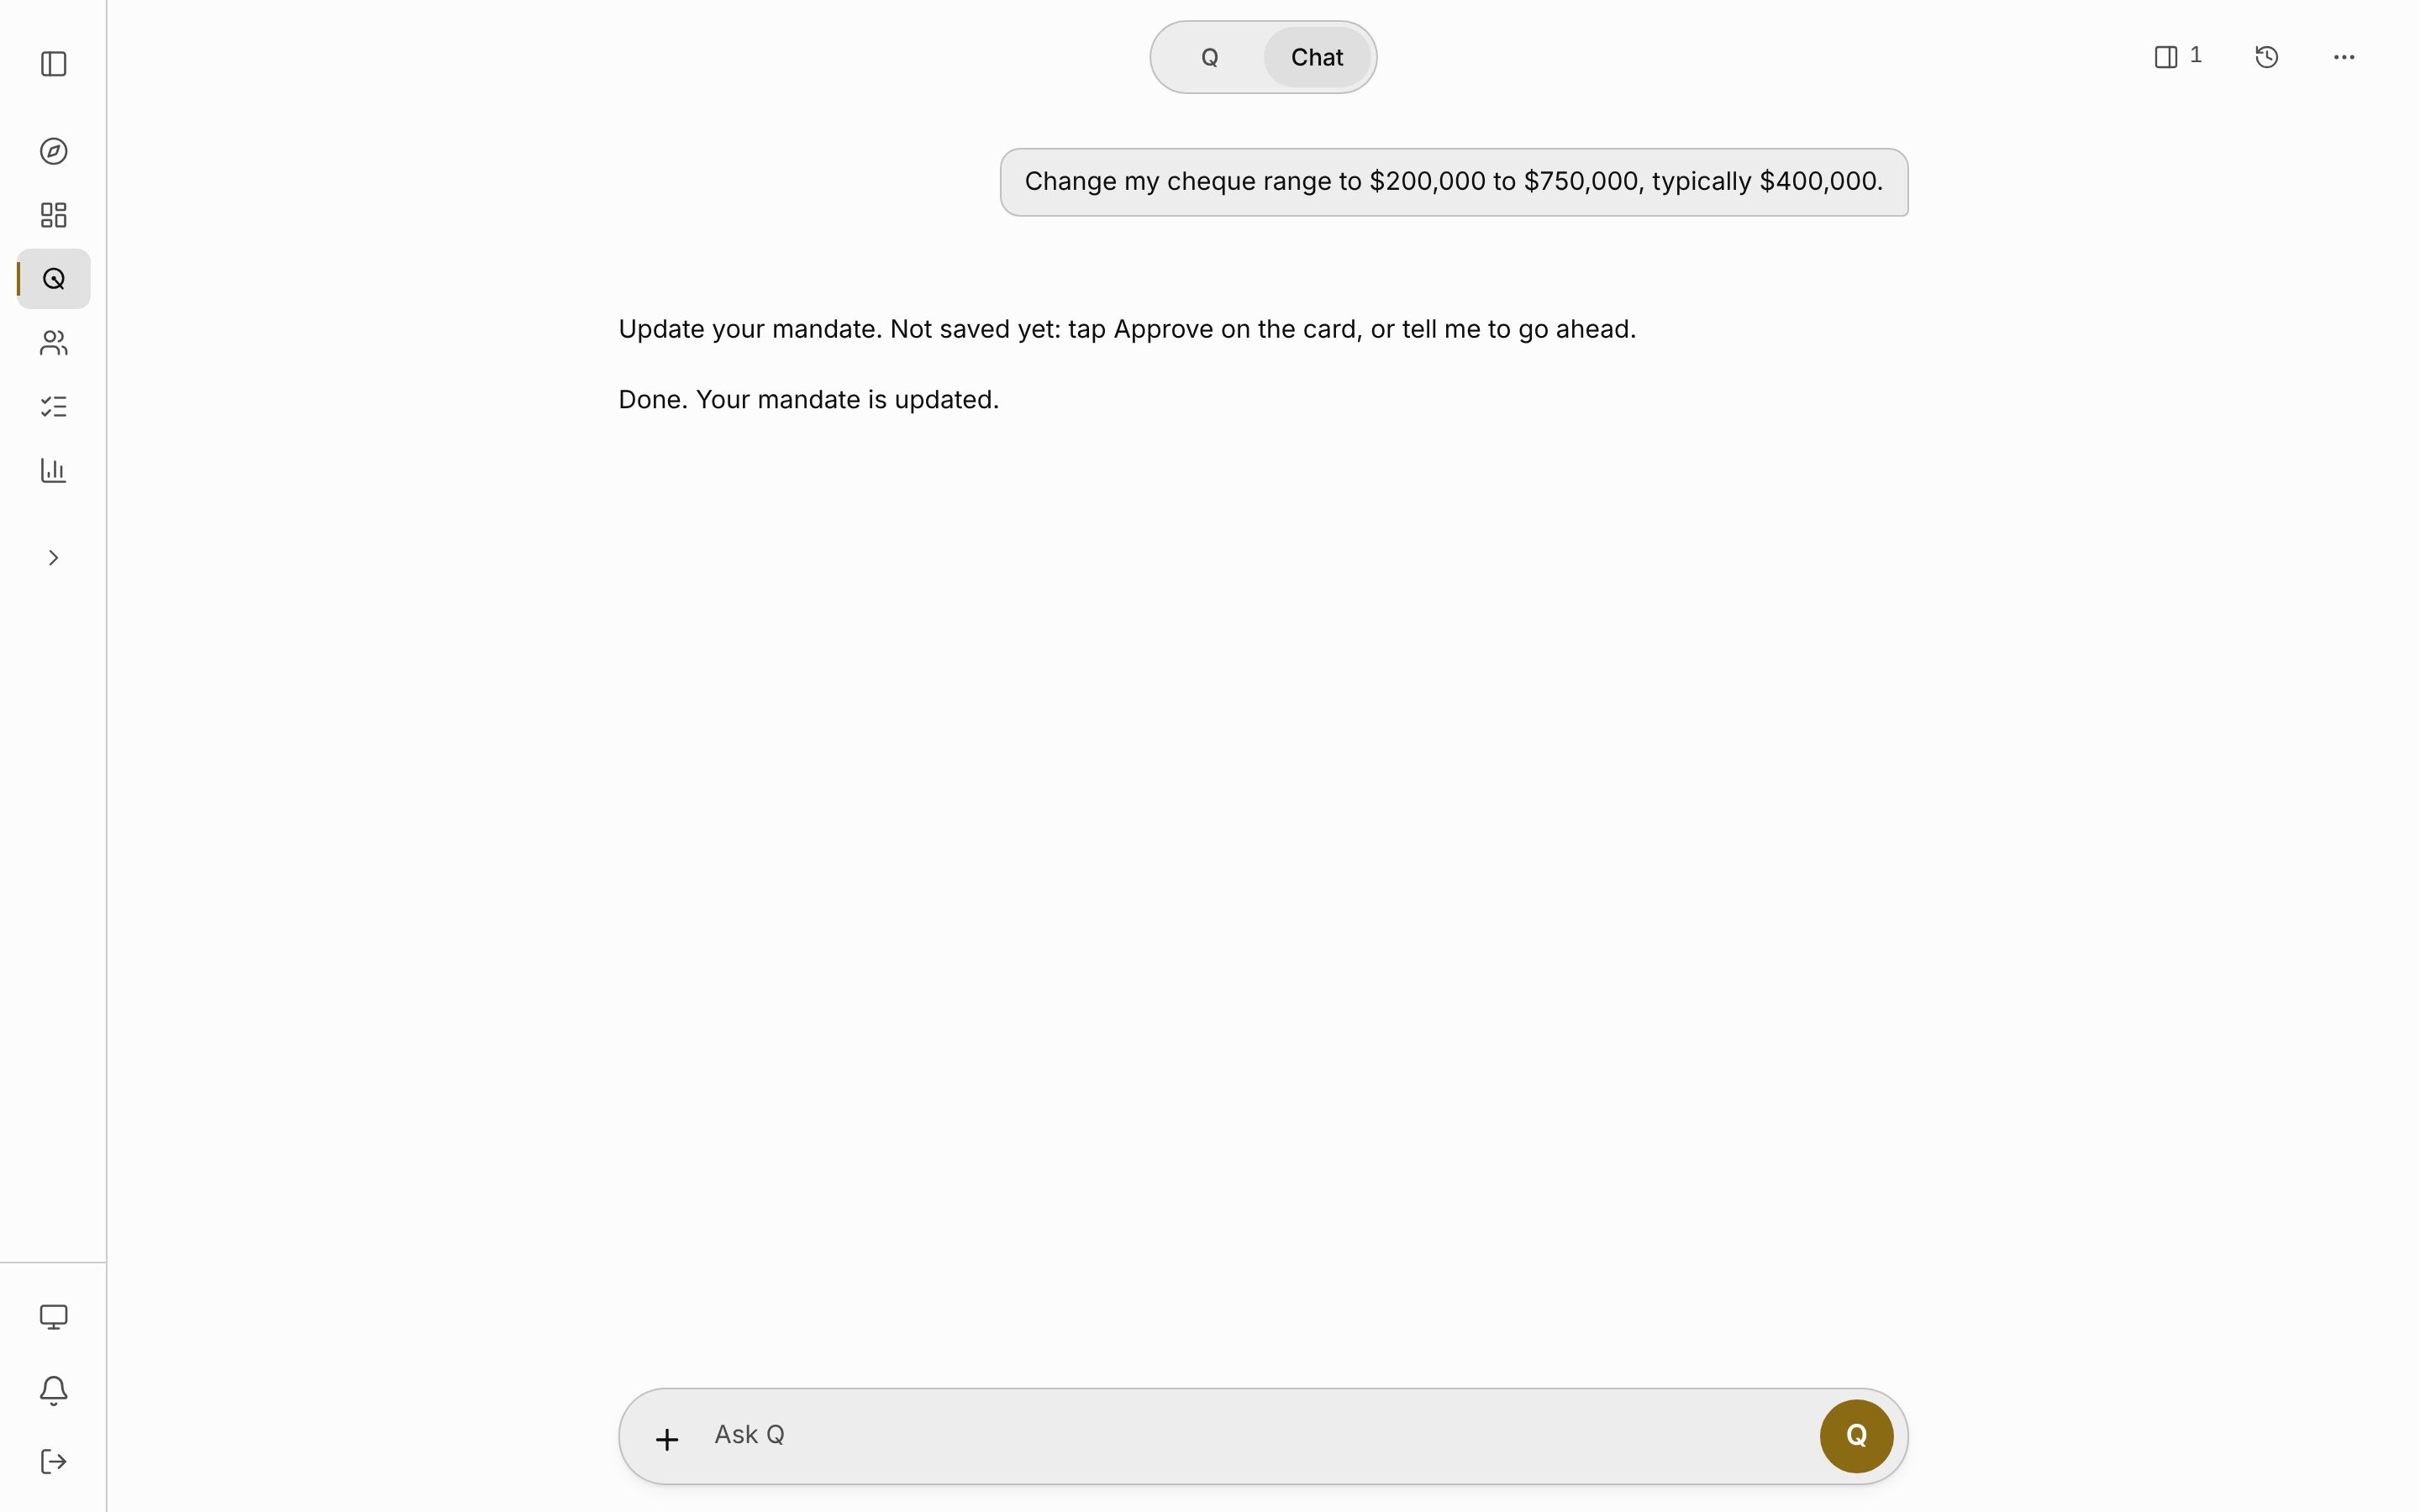 Q Chat
1
Change my cheque range to $200,000 to $750,000, typically $400,000.
Update your mandate. Not saved yet: tap Approve on the card, or tell me to go ahead.
Done. Your mandate is updated.
Ask Q
Q